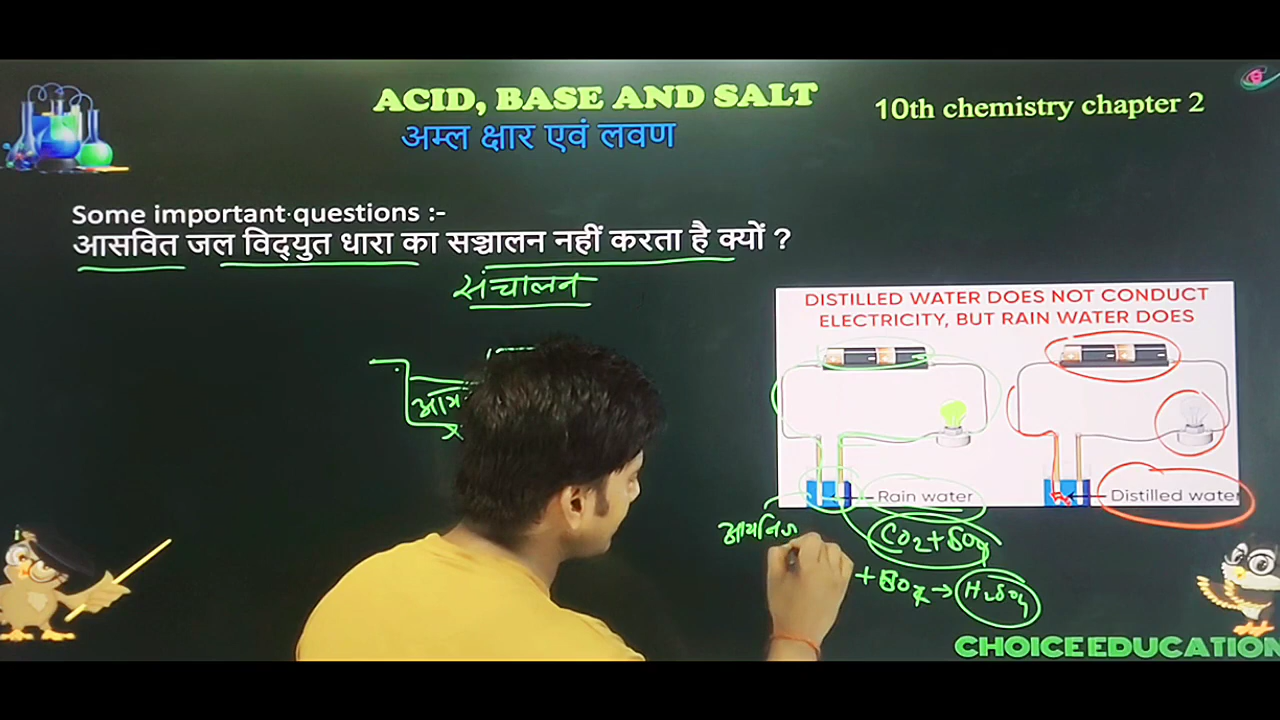 ACID, BASE AND SALT
10th chemistry chapter 2
अम्ल क्षार एवं लवण
Some important questions :-
आसवित जल विद्युत धारा का सञ्चालन नहीं करता है क्यों ?
संचालन
DISTILLED WATER DOES NOT CONDUCT
ELECTRICITY, BUT RAIN WATER DOES
Rain water
Distilled water
CO2+SO4
H2SO4
CHOICE EDUCATION